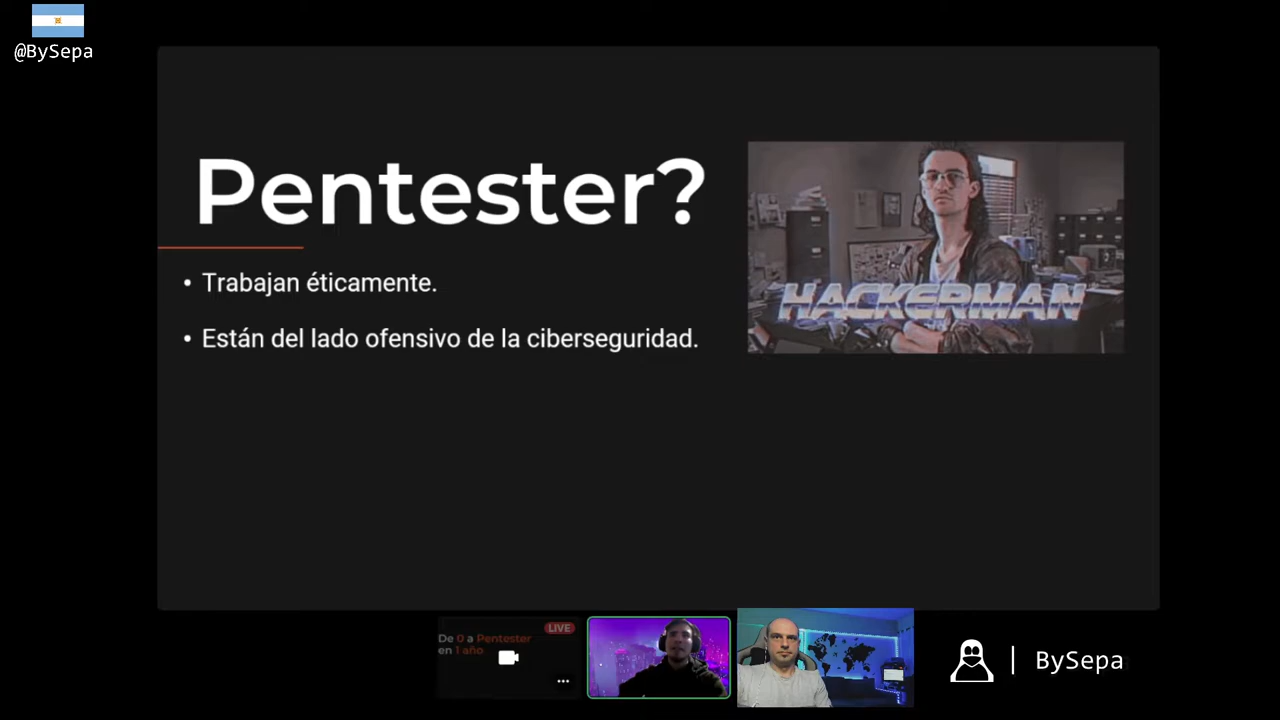 @BySepa
Pentester?
• Trabajan éticamente.
• Están del lado ofensivo de la ciberseguridad.
HACKERMAN
LIVE
De 0 a Pentester
en 1 año
| BySepa